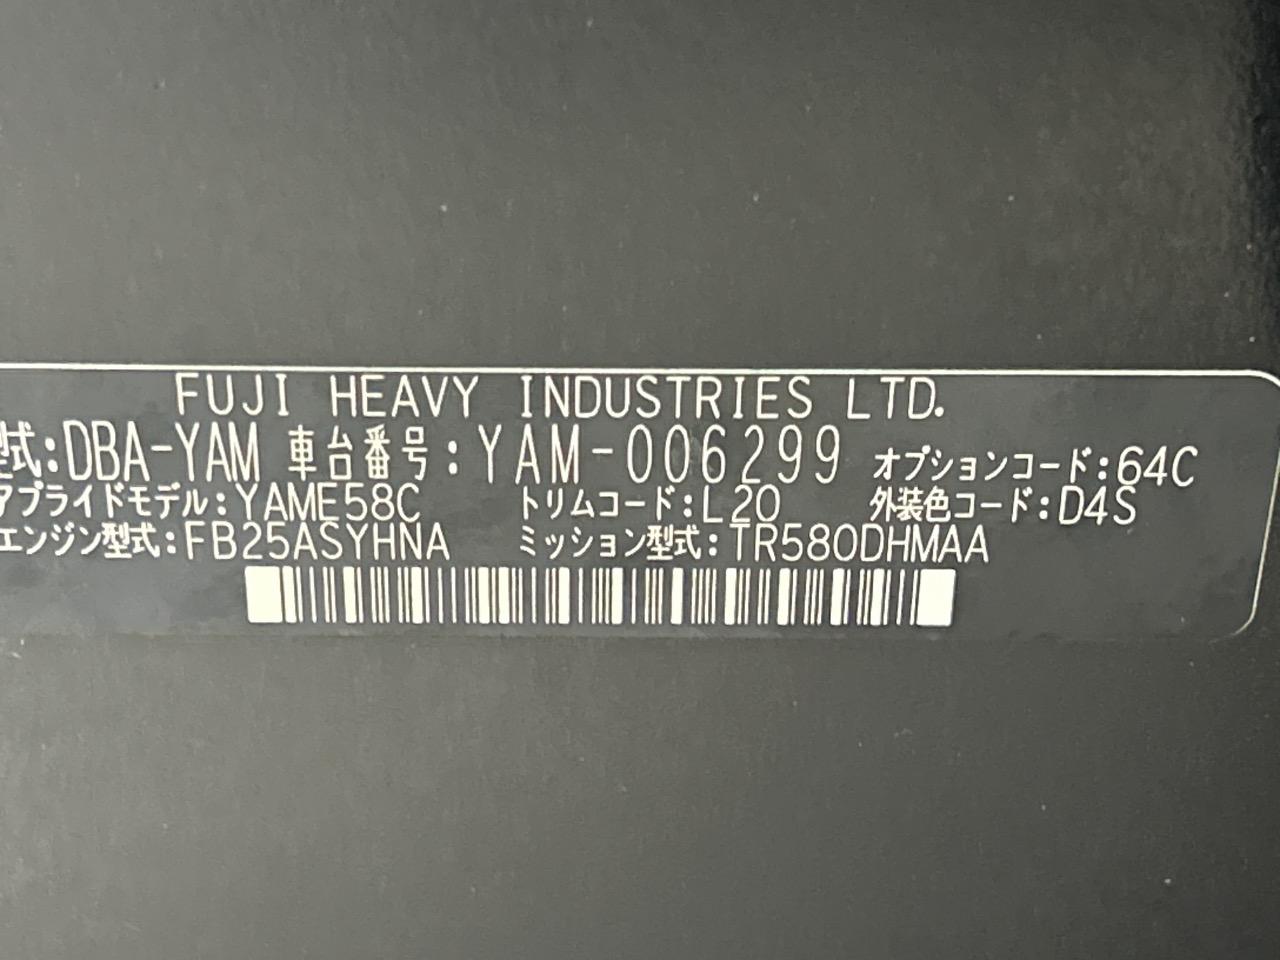 FUJI HEAVY INDUSTRIES LTD.
型式:DBA-YAM 車台番号:YAM-006299 オプションコード:64C
アプライドモデル:YAME58C トリムコード:L20 外装色コード:D4S
エンジン型式:FB25ASYHNA ミッション型式:TR580DHMAA